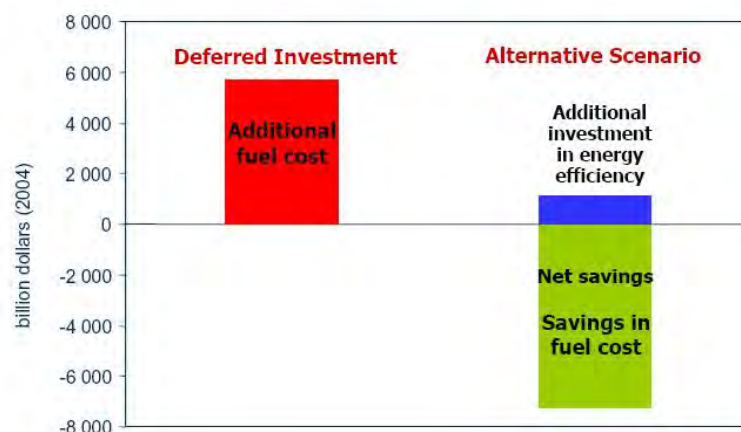 8 000
6 000
4 000
2 000
0
-2 000
-4 000
-6 000
-8 000
billion dollars (2004)
Deferred Investment
Additional
fuel cost
Alternative Scenario
Additional
investment
in energy
efficiency
Net savings
Savings in
fuel cost